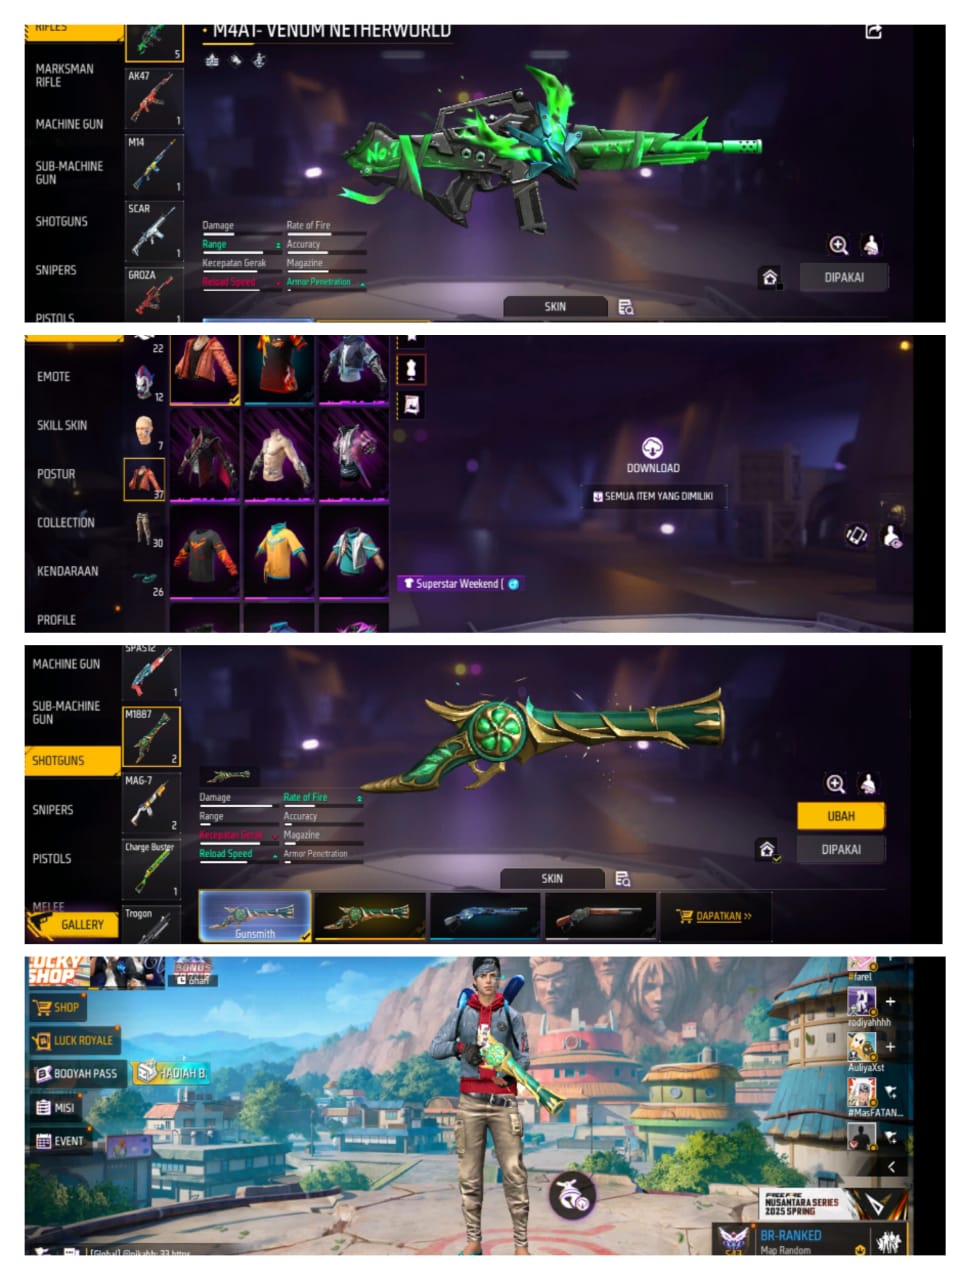 RIFLES
M4A1- VENOM NETHERWORLD
5
MARKSMAN
RIFLE
AK47
1
MACHINE GUN
M14
1
No.1
SUB-MACHINE
GUN
SCAR
1
SHOTGUNS
Damage
Rate of Fire
Range
Accuracy
Kecepatan Gerak
Magazine
Reload Speed
Armor Penetration
SNIPERS
GROZA
1
DIPAKAI
PISTOLS
SKIN
22
EMOTE
12
SKILL SKIN
7
POSTUR
37
DOWNLOAD
SEMUA ITEM YANG DIMILIKI
COLLECTION
30
KENDARAAN
26
Superstar Weekend (
PROFILE
MACHINE GUN
SPAS12
1
SUB-MACHINE
GUN
M1887
2
SHOTGUNS
MAG-7
2
Damage
Rate of Fire
Range
Accuracy
Kecepatan Gerak
Magazine
Reload Speed
Armor Penetration
SNIPERS
UBAH
PISTOLS
Charge Buster
1
DIPAKAI
SKIN
MELEE
GALLERY
Trogon
Gunsmith
DAPATKAN >>
LUCKY
SHOP
BONUS
6hari
#farel
SHOP
rodiyahhhh
LUCK ROYALE
BOOYAH PASS
HADIAH B.
AuliyaXst
MISI
#MasFATAN...
EVENT
FREE FIRE
NUSANTARA SERIES
2025 SPRING
BR-RANKED
Map Random